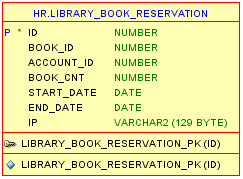 HR.LIBRARY_BOOK_RESERVATION
P * ID NUMBER
BOOK_ID NUMBER
ACCOUNT_ID NUMBER
BOOK_CNT NUMBER
START_DATE DATE
END_DATE DATE
IP VARCHAR2 (129 BYTE)
LIBRARY_BOOK_RESERVATION_PK (ID)
LIBRARY_BOOK_RESERVATION_PK (ID)